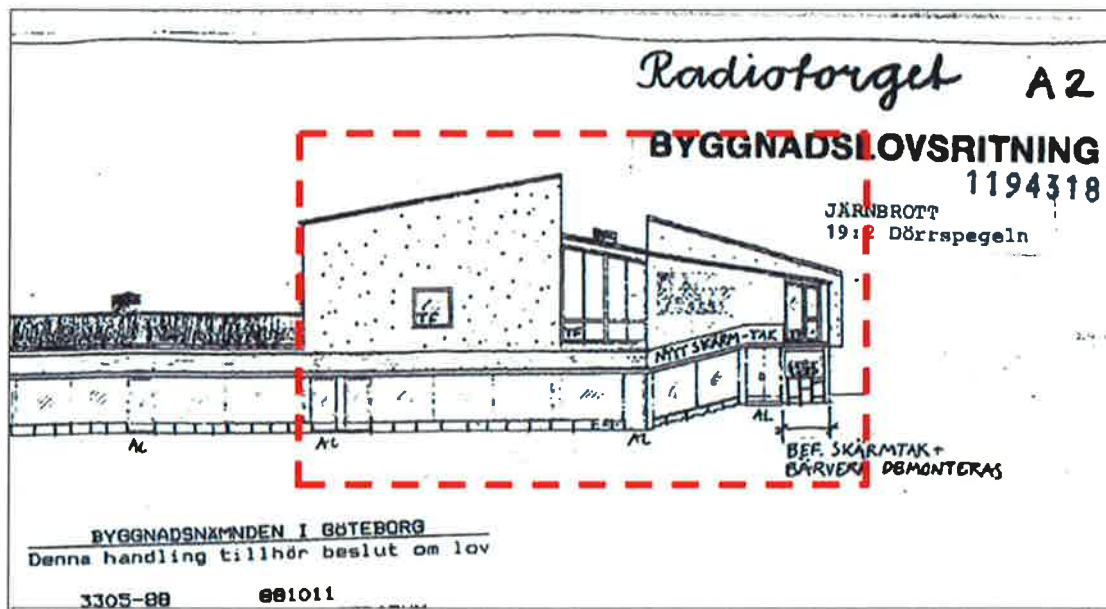 Radiotorget A2
BYGGNADSLOVSRITNING
1194318
JÄRNBROTT
19:2 Dörrspegeln
TF
TF
TF
NYTT SKÄRM-TAK
AL
AL
AL
AL
BEF. SKÄRMTAK +
BÄRVERK DEMONTERAS
BYGGNADSNÄMNDEN I GÖTEBORG
Denna handling tillhör beslut om lov
3305-88 881011